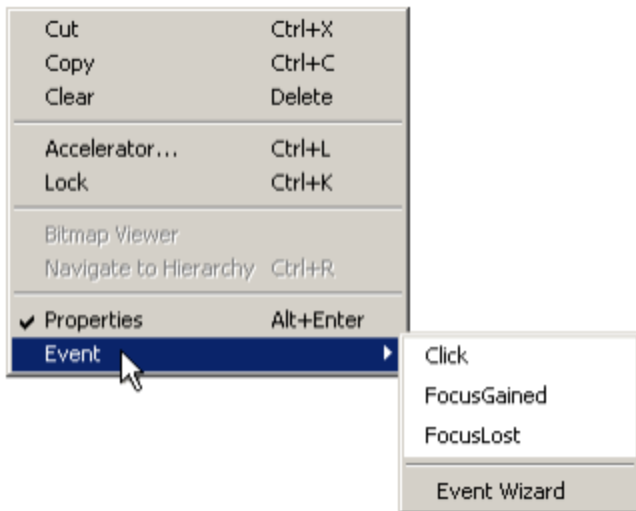 Cut Ctrl+X
Copy Ctrl+C
Clear Delete
Accelerator... Ctrl+L
Lock Ctrl+K
Bitmap Viewer
Navigate to Hierarchy Ctrl+R
Properties Alt+Enter
Event
Click
FocusGained
FocusLost
Event Wizard